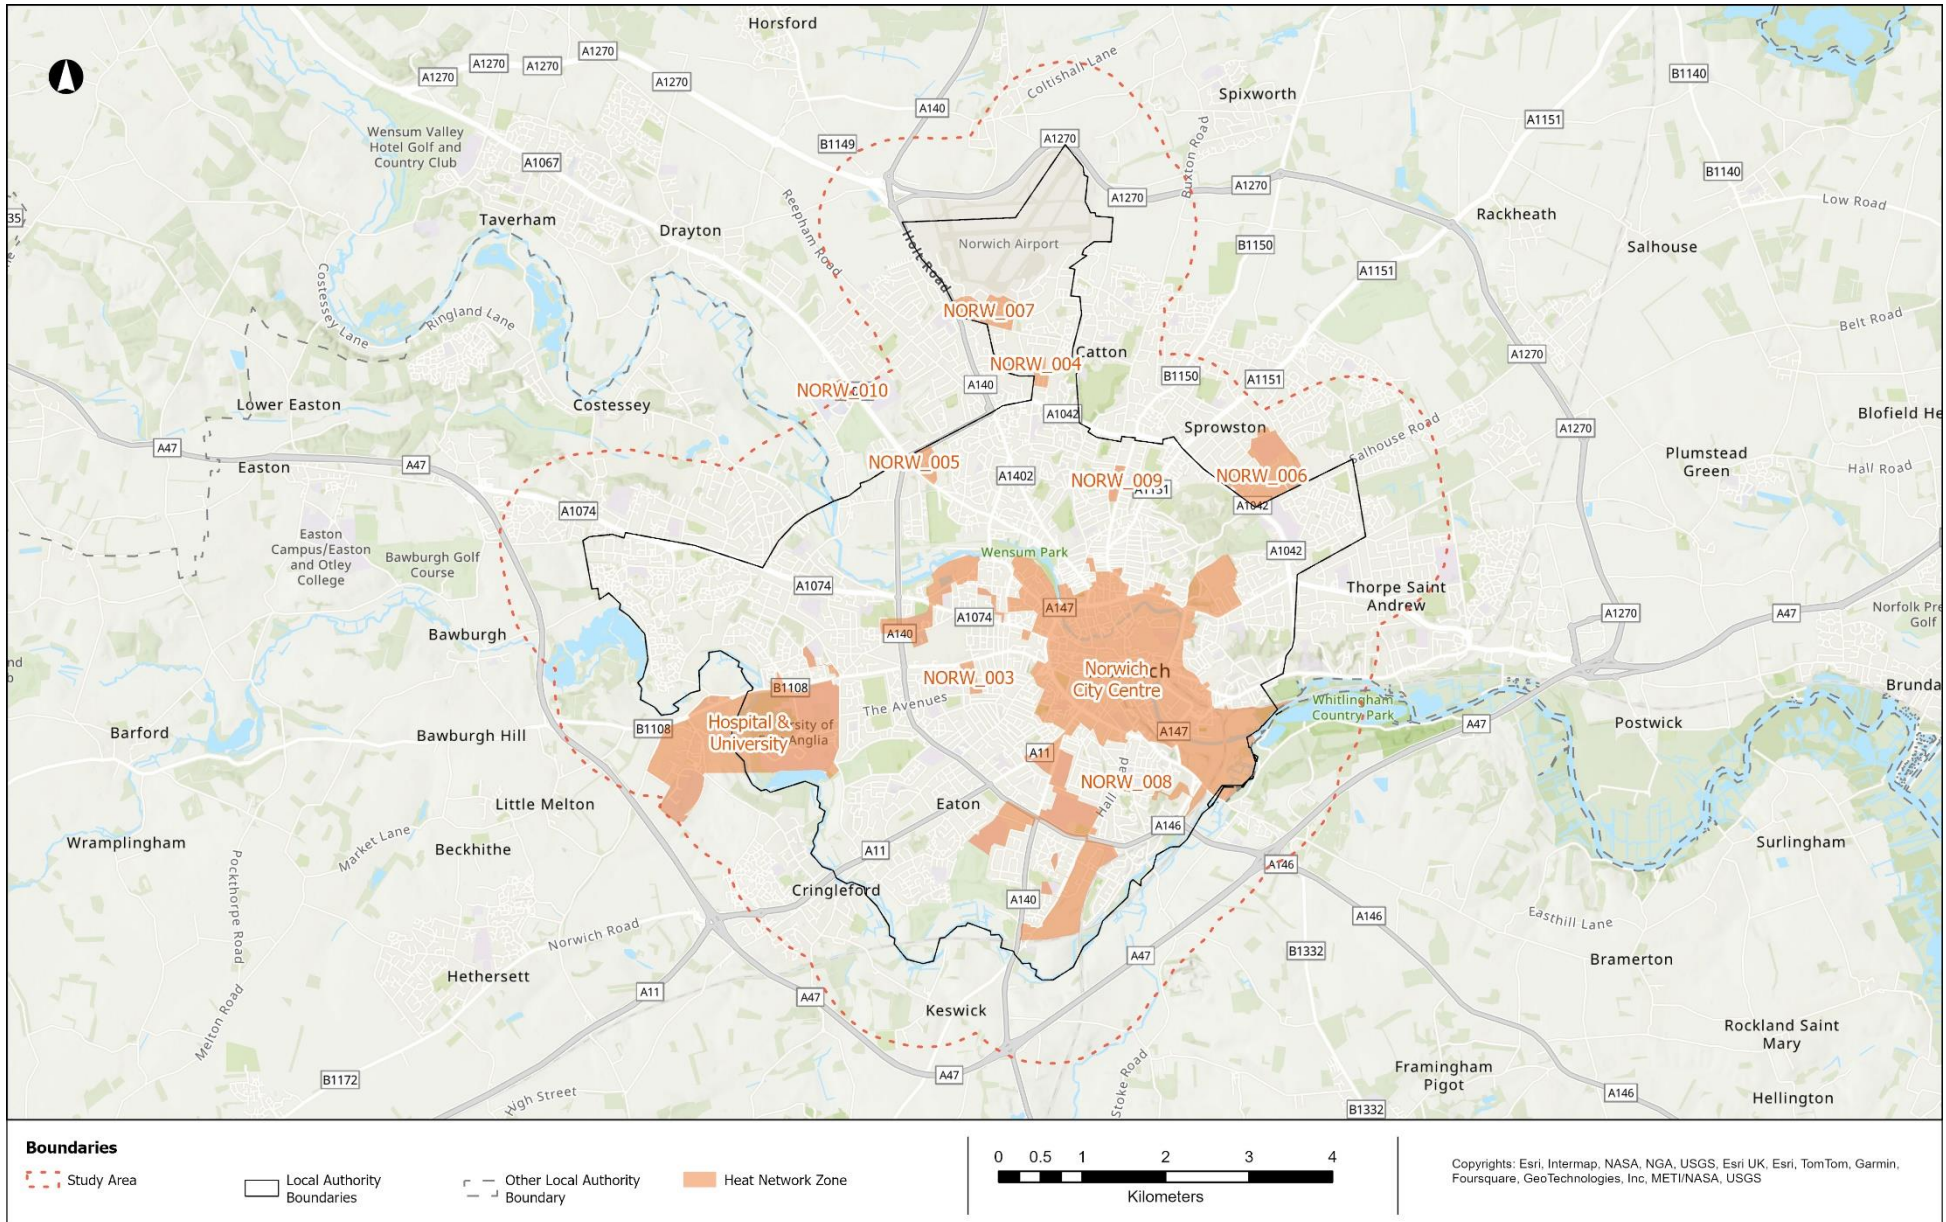 Horsford
A1270
A1270
A1270
A1270
A1270
Coltishall Lane
Spixworth
B1140
A140
A1151
Wensum Valley
Hotel Golf and
Country Club
B1149
A1270
Buxton Road
A1067
B1140
A1270
A1270
Low Road
35
Taverham
Drayton
Reepham Road
Rackheath
Salhouse
Norwich Airport
B1150
Holt Road
A1151
Costessey Lane
Ringland Lane
NORW_007
Belt Road
A1270
Catton
NORW_004
B1150
A1151
NORW_010
A140
Lower Easton
Costessey
A1042
Blofield He
Sprowston
A1270
Salhouse Road
A47
Easton
A47
NORW_005
A1402
NORW_009
A1151
NORW_006
Plumstead
Green
Hall Road
A1074
A1042
Easton
Campus/Easton
and Otley
College
Bawburgh Golf
Course
Wensum Park
A1042
A1074
Thorpe Saint
Andrew
A147
A1074
A1270
A47
Norfolk Pre
Golf
Bawburgh
A140
nd
o
NORW_003
Norwich
City Centre
ch
B1108
The Avenues
Whitlingham
Country Park
Brunda
Barford
Bawburgh Hill
B1108
Hospital &
University
rsity of
Anglia
A147
A47
Postwick
A11
NORW_008
Hall
ad
Little Melton
Eaton
A146
Wramplingham
Market Lane
Beckhithe
A11
A146
Surlingham
Pockthorpe Road
Cringleford
A140
A146
Easthill Lane
Norwich Road
B1332
A47
Bramerton
Hethersett
A11
A47
Keswick
Melton Road
Rockland Saint
Mary
B1172
High Street
A47
Stoke Road
Framingham
Pigot
A146
Hellington
B1332
Boundaries
Study Area
Local Authority
Boundaries
Other Local Authority
Boundary
Heat Network Zone
0 0.5 1 2 3 4
Kilometers
Copyrights: Esri, Intermap, NASA, NGA, USGS, Esri UK, Esri, TomTom, Garmin,
Foursquare, GeoTechnologies, Inc, METI/NASA, USGS